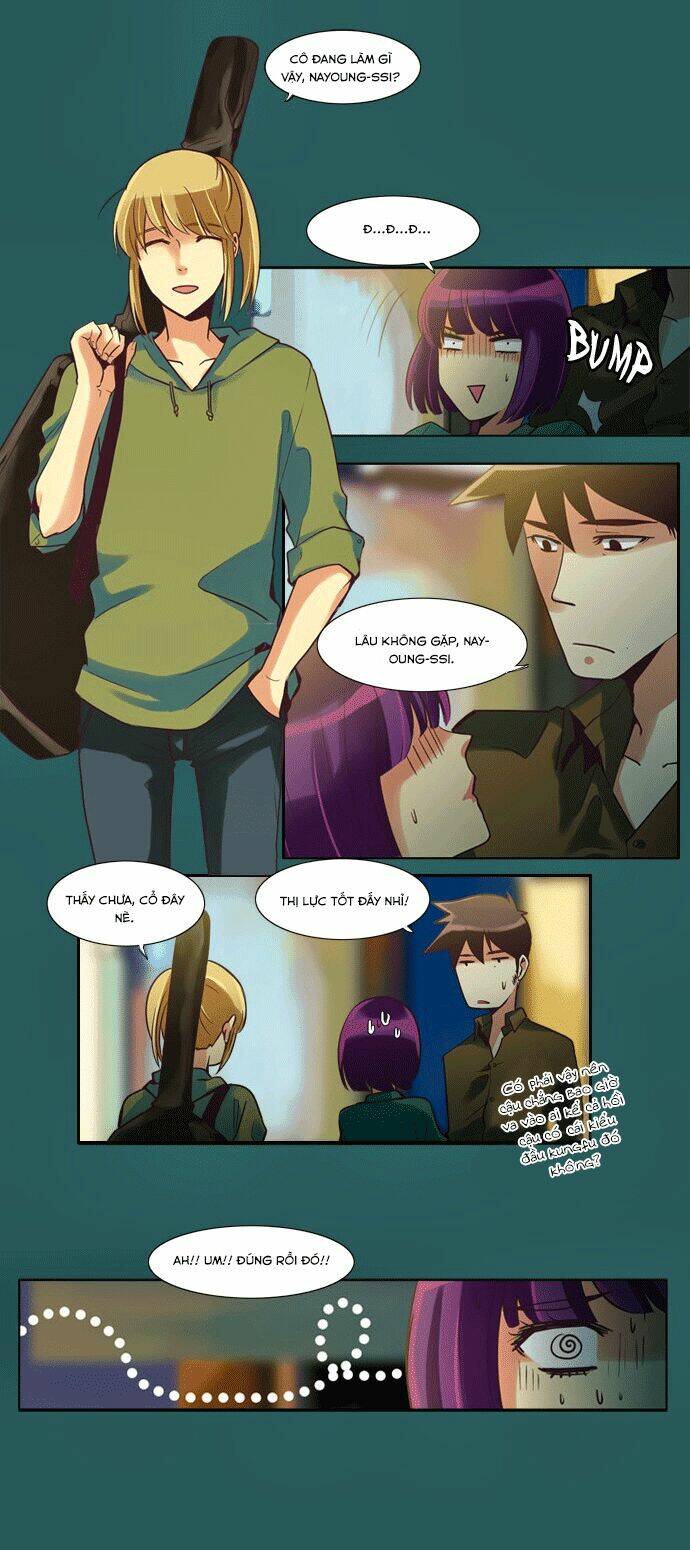 CÔ ĐANG LÀM GÌ
VẬY, NAYOUNG-SSI?
Đ...Đ...Đ...
BUMP
LÂU KHÔNG GẶP, NAY-
OUNG-SSI.
THẤY CHƯA, CỔ ĐÂY
NÈ.
THỊ LỰC TỐT ĐẤY NHỈ!
Có phải vậy nên
cậu chẳng bao giờ
va vào ai kể cả hồi
cậu có cái kiểu
đầu kungfu đó
không?
AH!! UM!! ĐÚNG RỒI ĐÓ!!